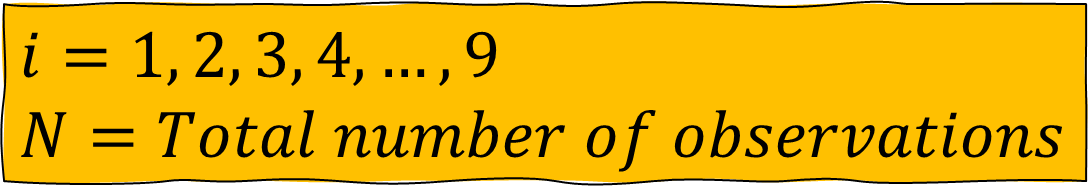 i = 1, 2, 3, 4, ... , 9
N = Total number of observations